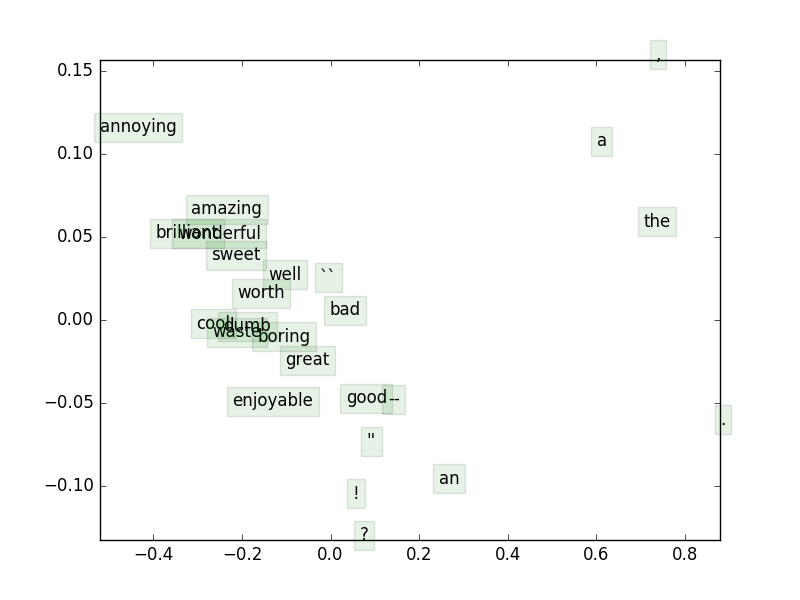 ,
0.15
annoying
a
0.10
amazing
the
brilliant
wonderful
0.05
sweet
well
``
worth
bad
0.00
cool
dumb
waste
boring
great
enjoyable
good
--
−0.05
.
"
an
−0.10
!
?
−0.4 −0.2 0.0 0.2 0.4 0.6 0.8